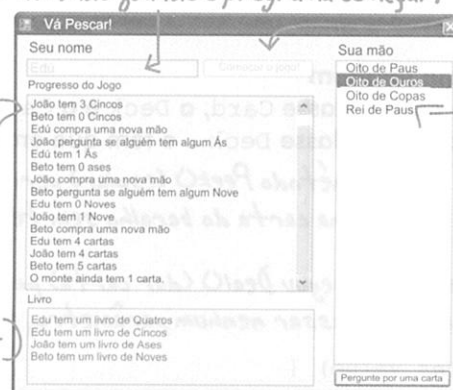 Vá Pescar!
Seu nome
Edu
Começar o jogo!
Progresso do Jogo
João tem 3 Cincos
Beto tem 0 Cincos
Edú compra uma nova mão
João pergunta se alguém tem algum Ás
Edú tem 1 Ás
Beto tem 0 ases
João compra uma nova mão
Beto pergunta se alguém tem algum Nove
Edu tem 0 Noves
João tem 1 Nove
Beto compra uma nova mão
Edu tem 4 cartas
João tem 4 cartas
Beto tem 5 cartas
O monte ainda tem 1 carta.
Livro
Edu tem um livro de Quatros
Edu tem um livro de Cincos
João tem um livro de Ases
Beto tem um livro de Noves
Sua mão
Oito de Paus
Oito de Ouros
Oito de Copas
Rei de Paus
Pergunte por uma carta